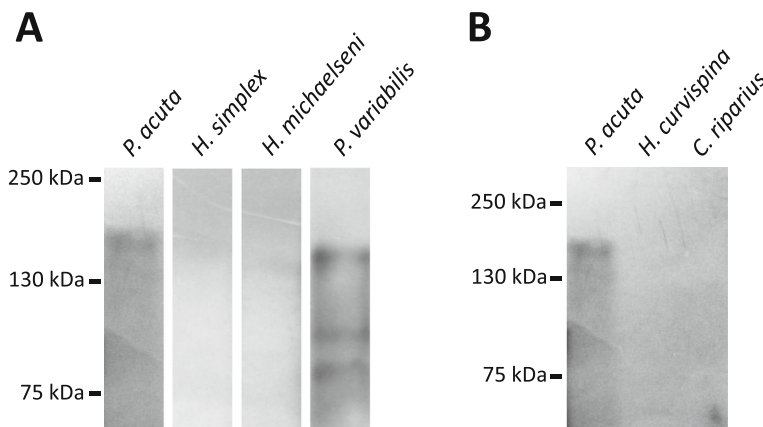 A
B
P. acuta
H. simplex
H. michaelseni
P. variabilis
P. acuta
H. curvispina
C. riparius
250 kDa
130 kDa
75 kDa
250 kDa
130 kDa
75 kDa